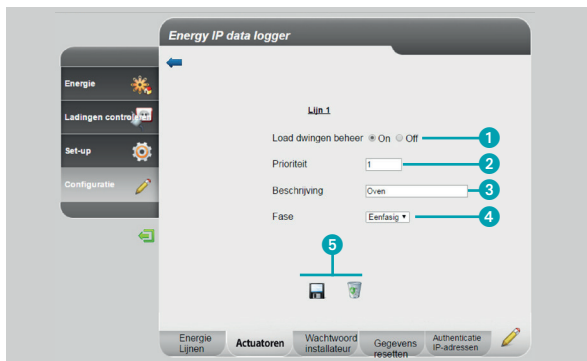 Energy IP data logger
Energie
Ladingen controle
Set-up
Configuratie
Lijn 1
Load dwingen beheer On Off 1
Prioriteit 1 2
Beschrijving Oven 3
Fase Eenfasig 4
5
Energie Lijnen
Actuatoren
Wachtwoord installateur
Gegevens resetten
Authenticatie IP-adressen